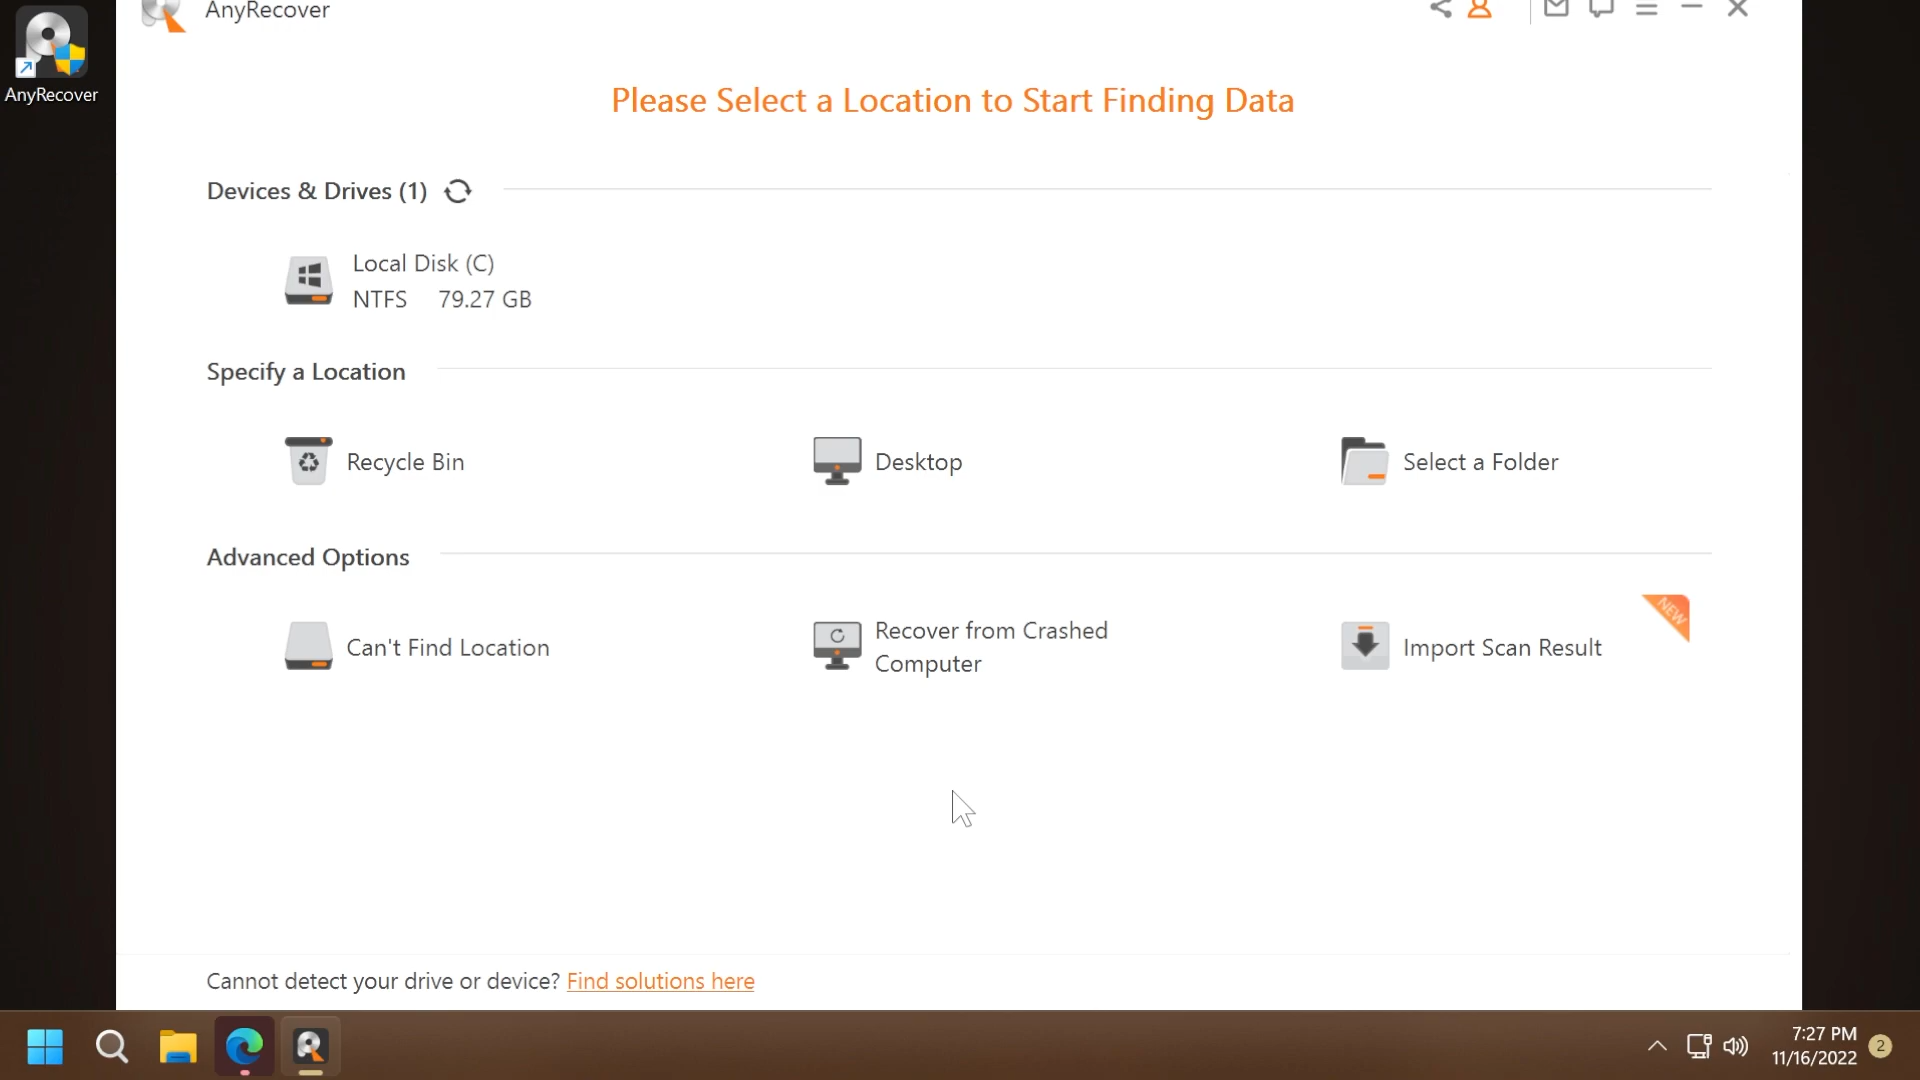 AnyRecover
AnyRecover
Please Select a Location to Start Finding Data
Devices & Drives (1)
Local Disk (C)
NTFS 79.27 GB
Specify a Location
Recycle Bin
Desktop
Select a Folder
Advanced Options
Can't Find Location
Recover from Crashed
Computer
Import Scan Result
NEW
Cannot detect your drive or device? Find solutions here
7:27 PM
11/16/2022
2